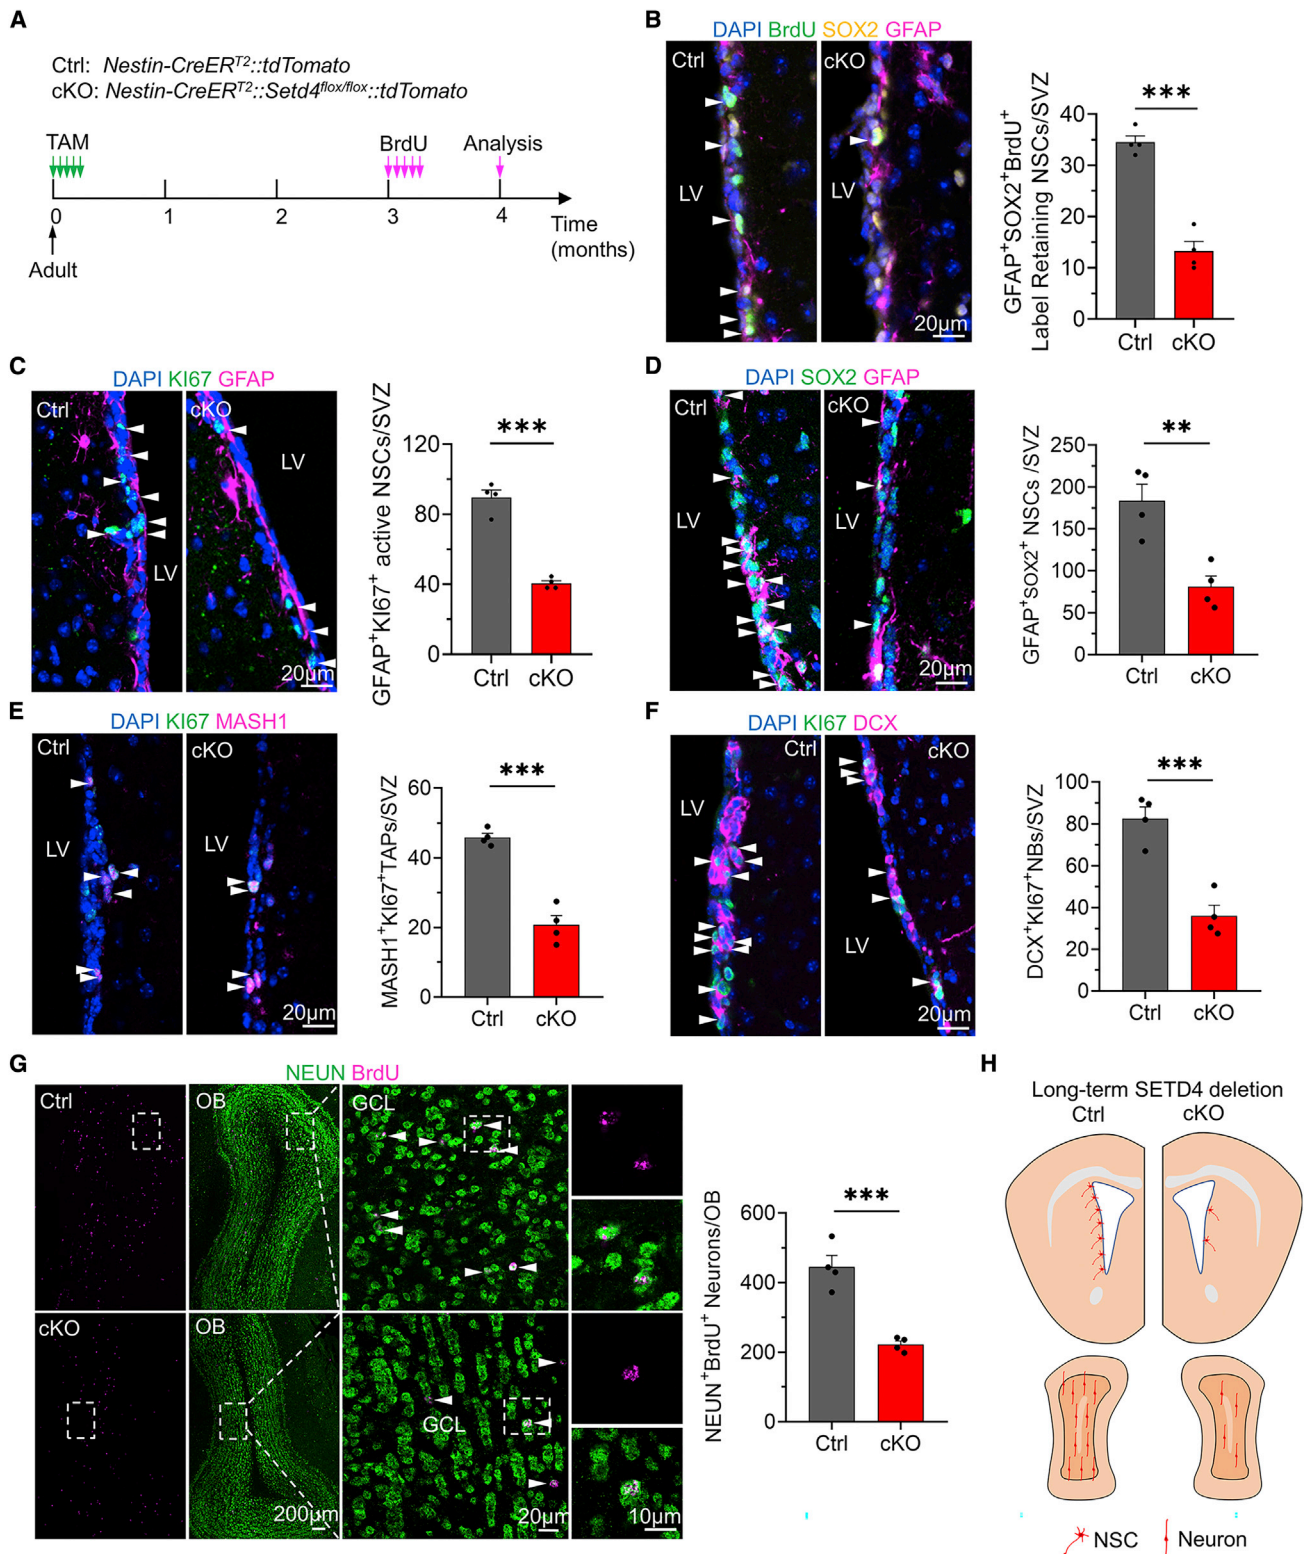 A
Ctrl: Nestin-CreERT2::tdTomato
cKO: Nestin-CreERT2::Setd4flox/flox::tdTomato
TAM
BrdU
Analysis
0
1
2
3
4
Time
(months)
Adult
B
DAPI BrdU SOX2 GFAP
Ctrl
cKO
LV
LV
20μm
GFAP+SOX2+BrdU+
Label Retaining NSCs/SVZ
40
30
20
10
0
***
Ctrl
cKO
C
DAPI KI67 GFAP
Ctrl
cKO
LV
LV
20μm
GFAP+KI67+ active NSCs/SVZ
120
80
40
0
***
Ctrl
cKO
D
DAPI SOX2 GFAP
Ctrl
cKO
LV
LV
20μm
GFAP+SOX2+ NSCs /SVZ
250
200
150
100
50
0
**
Ctrl
cKO
E
DAPI KI67 MASH1
Ctrl
cKO
LV
LV
20μm
MASH1+KI67+TAPs/SVZ
60
40
20
0
***
Ctrl
cKO
F
DAPI KI67 DCX
Ctrl
cKO
LV
LV
20μm
DCX+KI67+NBs/SVZ
100
80
60
40
20
0
***
Ctrl
cKO
G
NEUN BrdU
Ctrl
OB
GCL
cKO
OB
GCL
200μm
20μm
10μm
NEUN+BrdU+ Neurons/OB
600
400
200
0
***
Ctrl
cKO
H
Long-term SETD4 deletion
Ctrl
cKO
NSC
Neuron